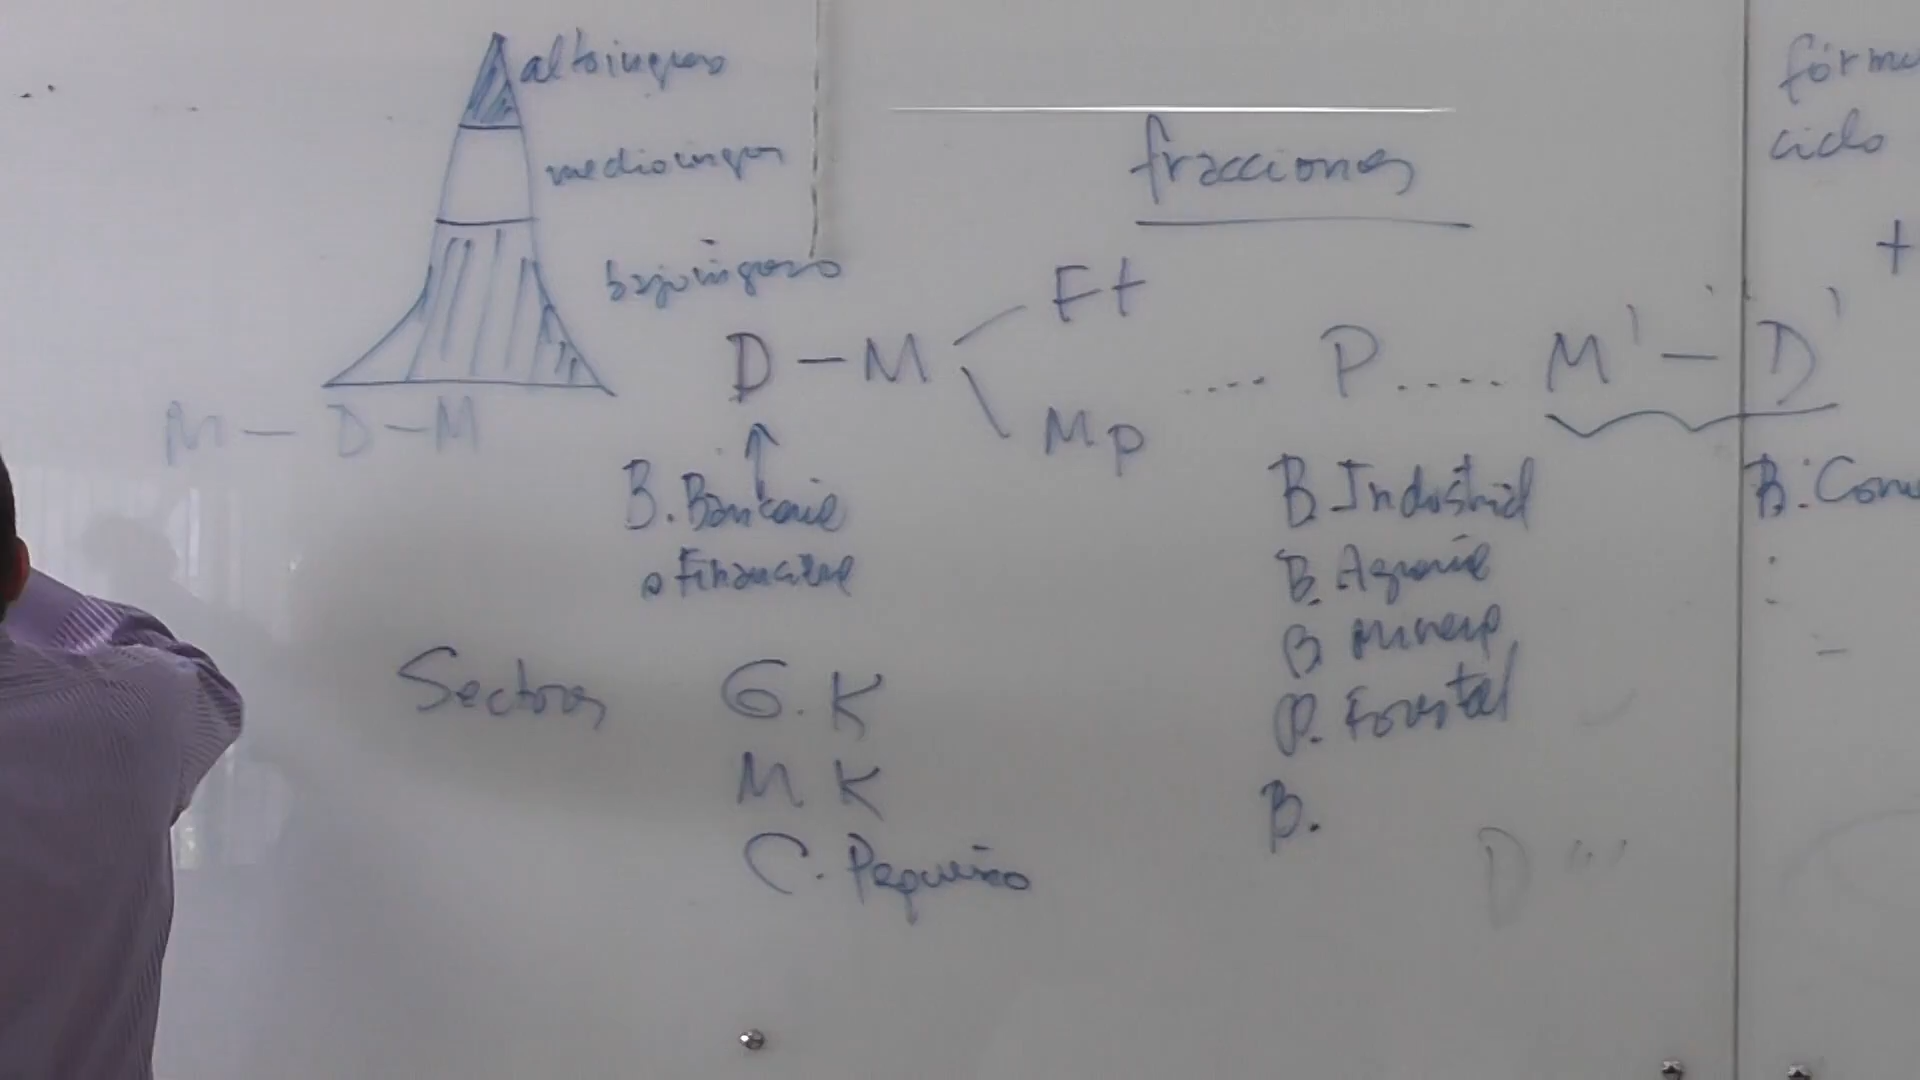 alto ingreso
medio ingreso
bajo ingreso
M — D — M
fracciones
D — M
Ft
Mp
..... P ..... M' — D'
B. Bancaria
o Financiera
B. Industrial
B. Agraria
B. Minera
B. Forestal
B.
Sectores
G. K
M K
C. Pequeño
D ...
fórmu
ciclo
+
B. Com